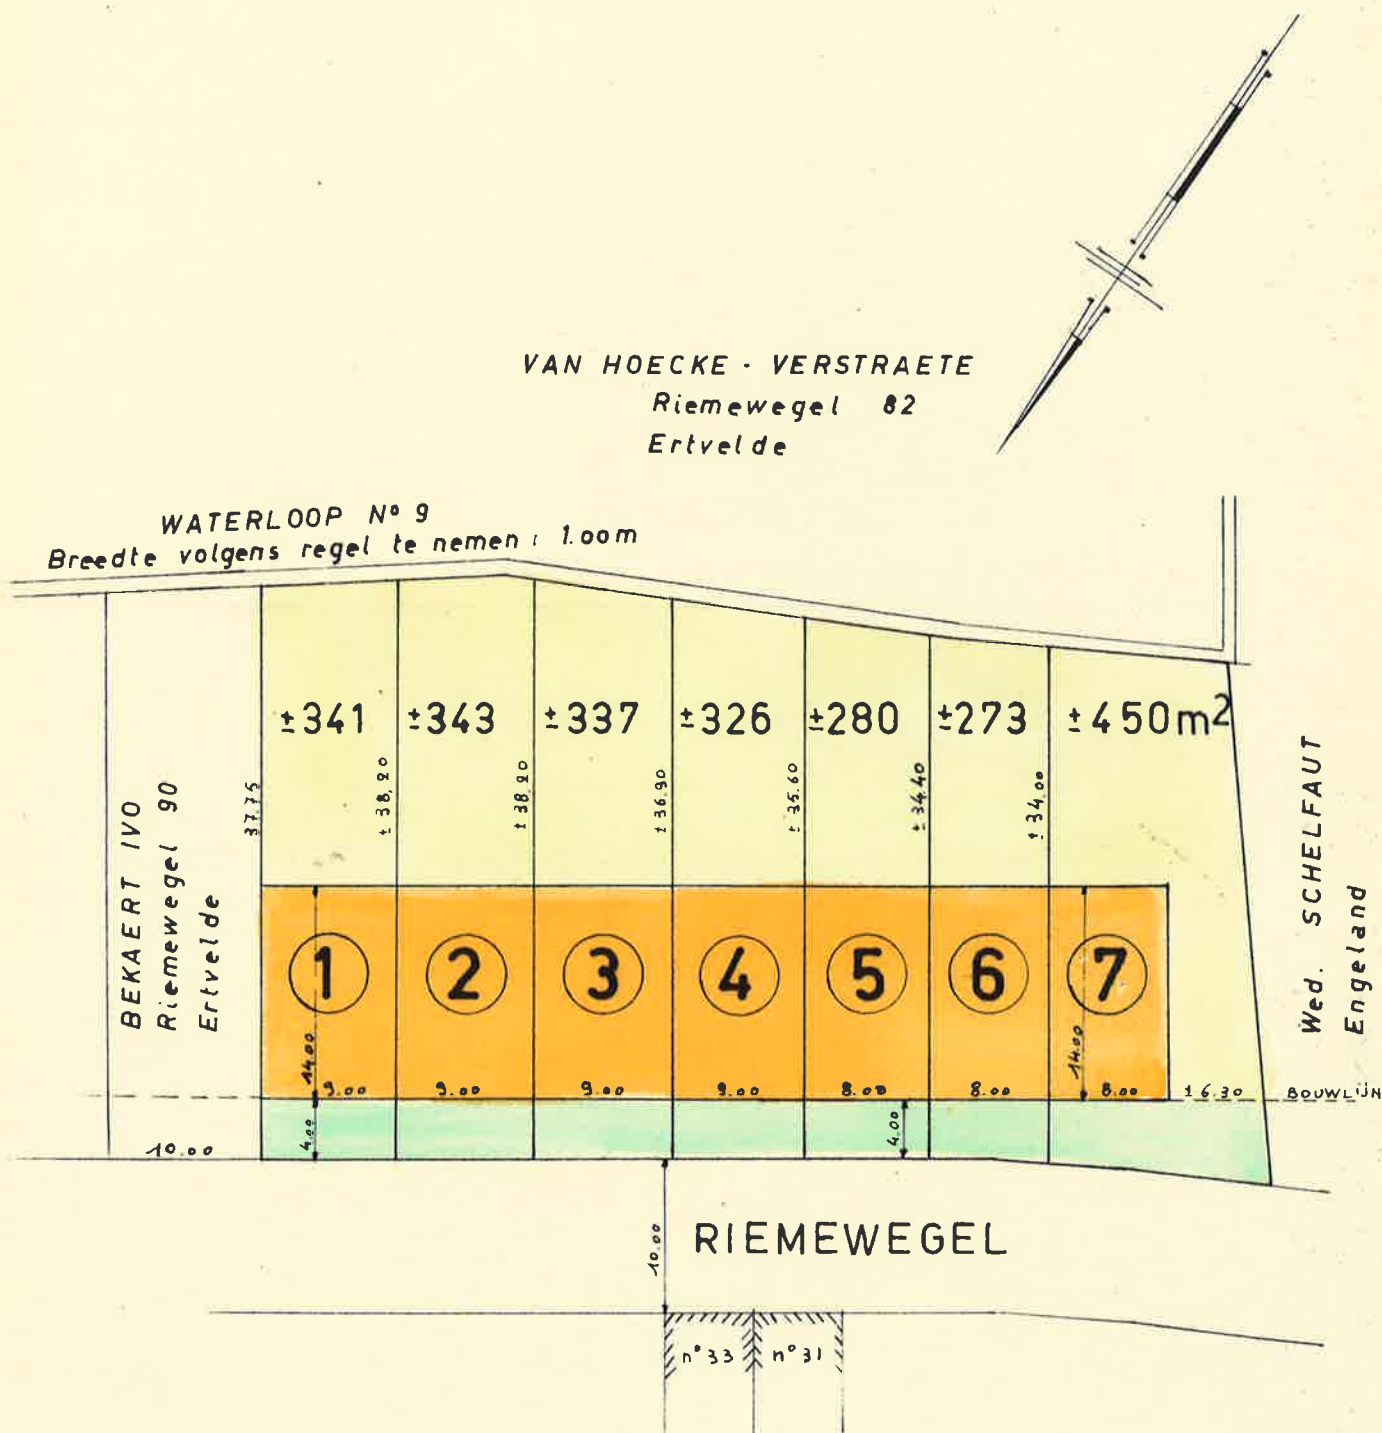 VAN HOECKE - VERSTRAETE
Riemewegel 82
Ertvelde
WATERLOOP Nº 9
Breedte volgens regel te nemen : 1.00m
±341
±343
±337
±326
±280
±273
±450m²
37.75
± 38,20
± 38.20
± 36.90
± 35.60
± 34.40
± 34.00
BEKAERT IVO
Riemewegel 90
Ertvelde
Wed. SCHELFAUT
Engeland
1
2
3
4
5
6
7
14.00
14.00
9.00
9.00
9.00
9.00
8.00
8.00
8.00
± 6.30
BOUWLIJN
4.00
4.00
10.00
10.00
RIEMEWEGEL
nº 33
nº 31